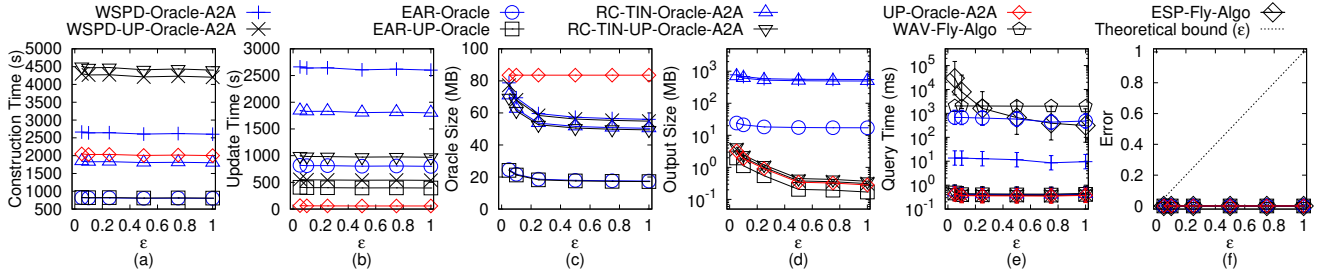 WSPD-Oracle-A2A EAR-Oracle RC-TIN-Oracle-A2A UP-Oracle-A2A ESP-Fly-Algo
WSPD-UP-Oracle-A2A EAR-UP-Oracle RC-TIN-UP-Oracle-A2A WAV-Fly-Algo Theoretical bound (ε)
Construction Time (s)
5000
4500
4000
3500
3000
2500
2000
1500
1000
500
0 0.2 0.4 0.6 0.8 1
ε
(a)
Update Time (s)
3000
2500
2000
1500
1000
500
0
0 0.2 0.4 0.6 0.8 1
ε
(b)
Oracle Size (MB)
100
80
60
40
20
0
0 0.2 0.4 0.6 0.8 1
ε
(c)
Output Size (MB)
10³
10²
10¹
10⁰
10⁻¹
0 0.2 0.4 0.6 0.8 1
ε
(d)
Query Time (ms)
10⁵
10⁴
10³
10²
10¹
10⁰
10⁻¹
0 0.2 0.4 0.6 0.8 1
ε
(e)
Error
1
0.8
0.6
0.4
0.2
0
0 0.2 0.4 0.6 0.8 1
ε
(f)